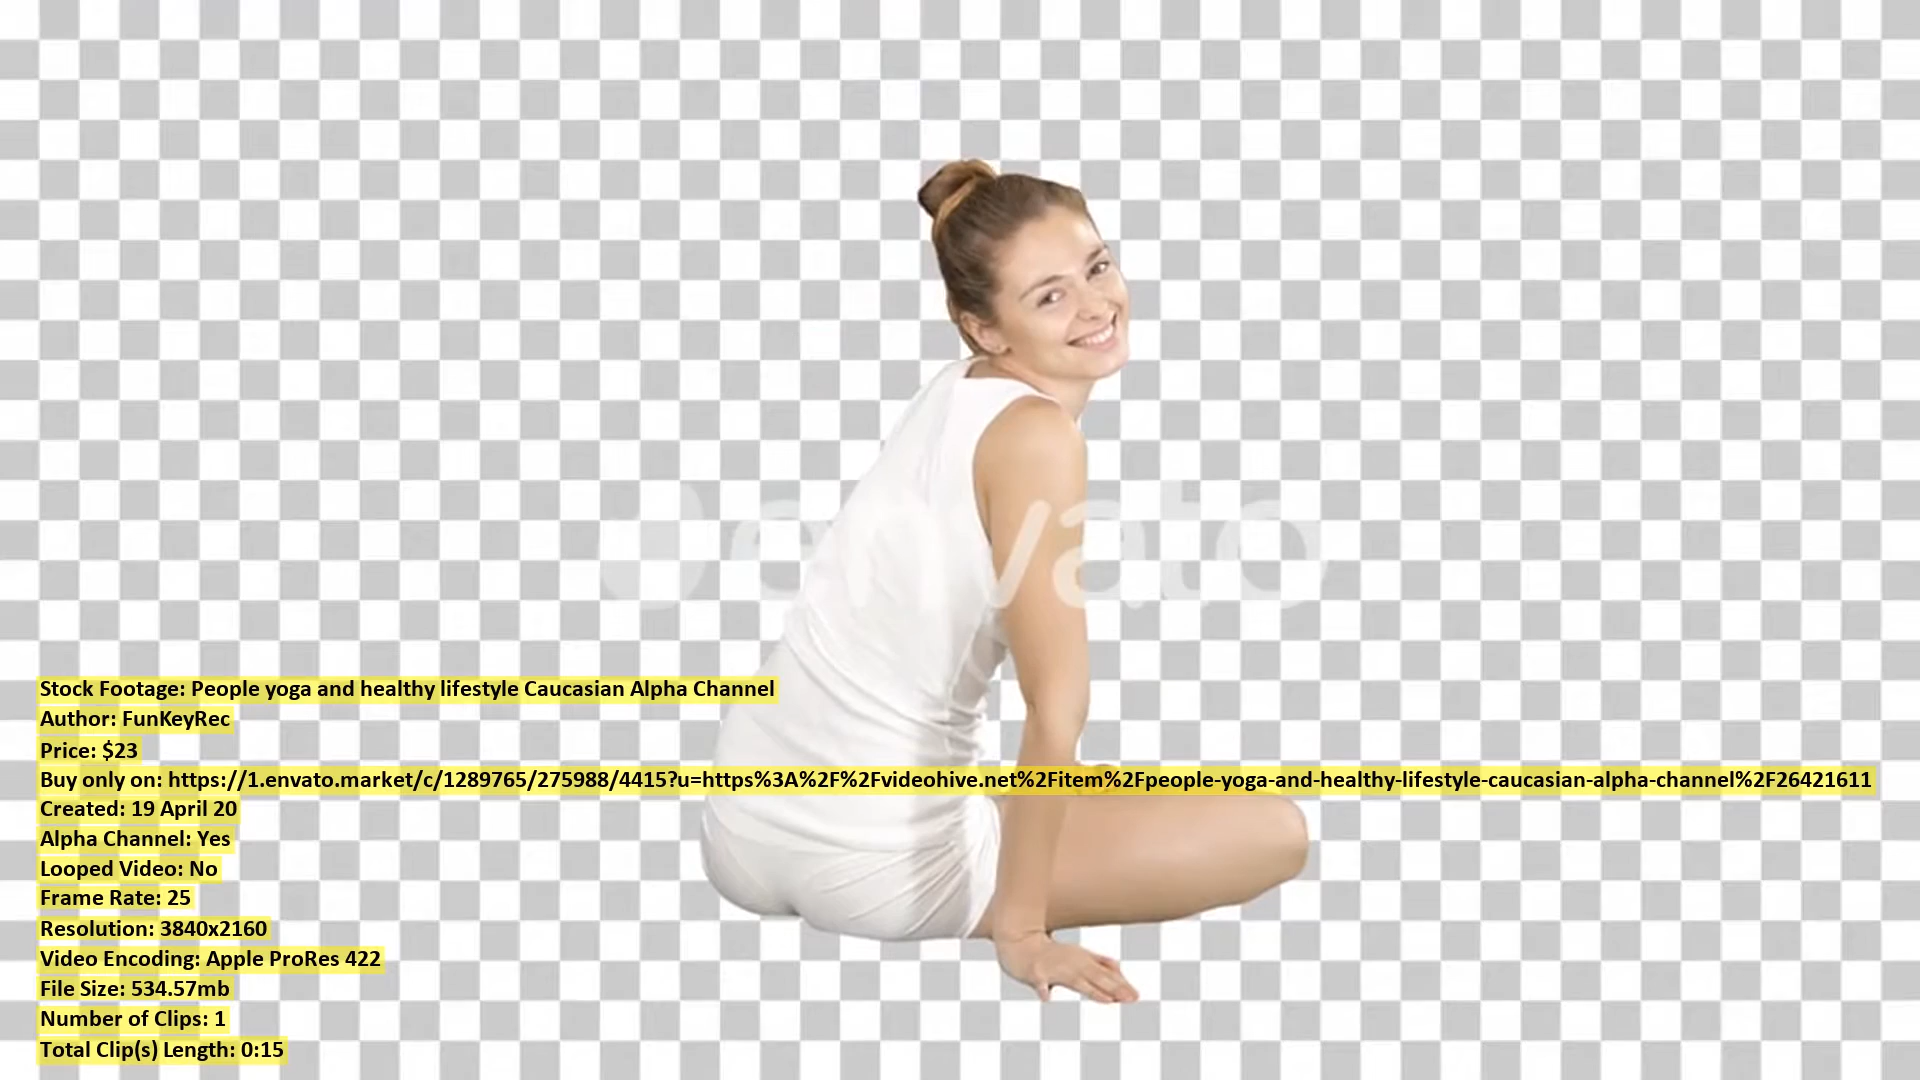 envato
Stock Footage: People yoga and healthy lifestyle Caucasian Alpha Channel
Author: FunKeyRec
Price: $23
Buy only on: https://1.envato.market/c/1289765/275988/4415?u=https%3A%2F%2Fvideohive.net%2Fitem%2Fpeople-yoga-and-healthy-lifestyle-caucasian-alpha-channel%2F26421611
Created: 19 April 20
Alpha Channel: Yes
Looped Video: No
Frame Rate: 25
Resolution: 3840x2160
Video Encoding: Apple ProRes 422
File Size: 534.57mb
Number of Clips: 1
Total Clip(s) Length: 0:15